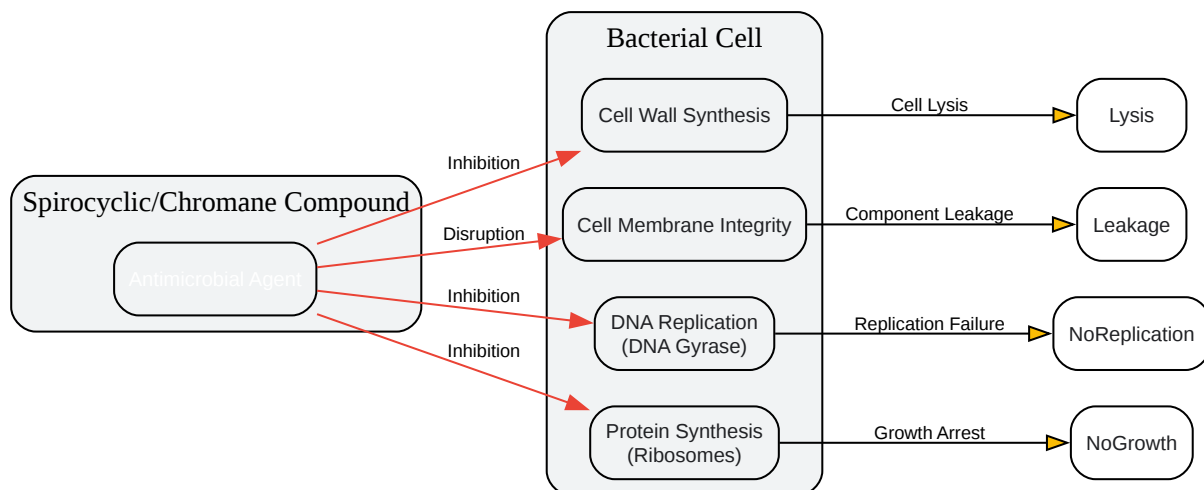 Bacterial Cell
Cell Wall Synthesis
Cell Lysis
Lysis
Inhibition
Spirocyclic/Chromane Compound
Antimicrobial Agent
Disruption
Cell Membrane Integrity
Component Leakage
Leakage
Inhibition
DNA Replication
(DNA Gyrase)
Replication Failure
NoReplication
Inhibition
Protein Synthesis
(Ribosomes)
Growth Arrest
NoGrowth